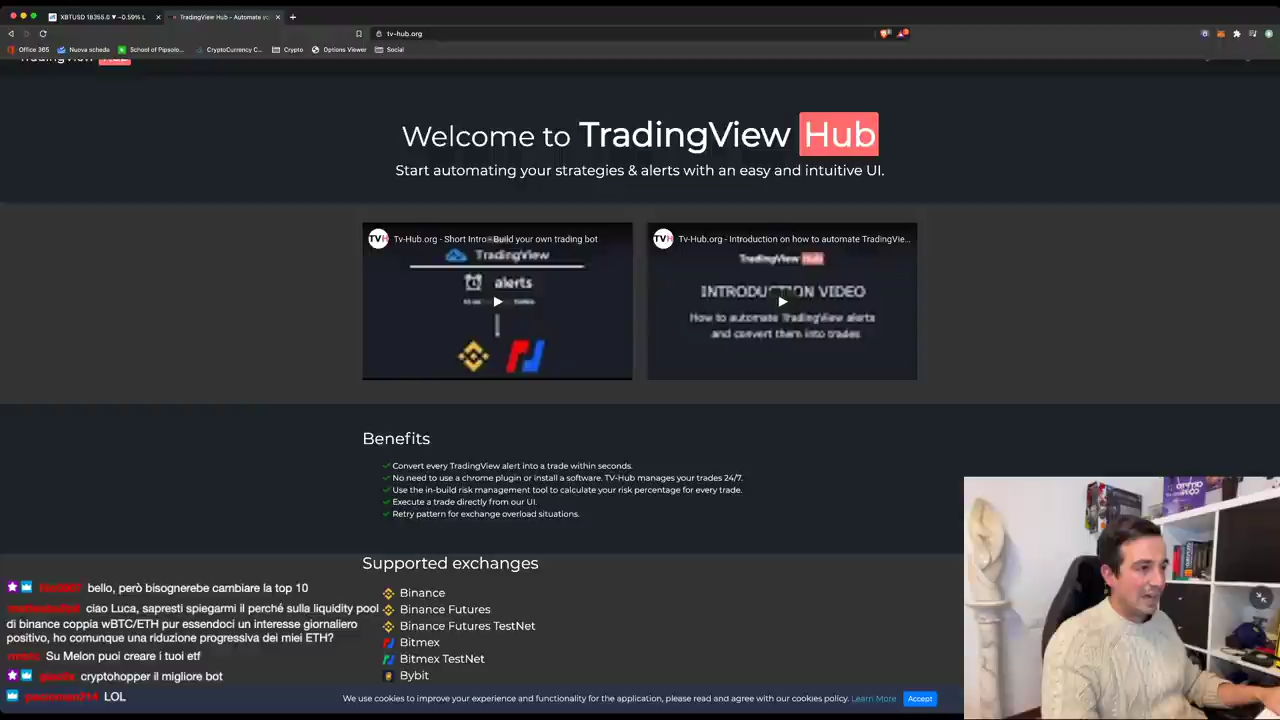 XBTUSD 18355.0 ▼ −0.59% L
TradingView Hub - Automate yo
tv-hub.org
Office 365
Nuova scheda
School of Pipsolo...
CryptoCurrency C...
Crypto
Options Viewer
Social
TradingView Hub
Welcome to TradingView Hub
Start automating your strategies & alerts with an easy and intuitive UI.
TVH
Tv-Hub.org - Short Intro - Build your own trading bot
TradingView
alerts
TVH
Tv-Hub.org - Introduction on how to automate TradingVie...
TradingView Hub
INTRODUCTION VIDEO
How to automate TradingView alerts
and convert them into trades
Benefits
Convert every TradingView alert into a trade within seconds.
No need to use a chrome plugin or install a software. TV-Hub manages your trades 24/7.
Use the in-build risk management tool to calculate your risk percentage for every trade.
Execute a trade directly from our UI.
Retry pattern for exchange overload situations.
Supported exchanges
Binance
Binance Futures
Binance Futures TestNet
Bitmex
Bitmex TestNet
Bybit
bello, però bisognerebe cambiare la top 10
ciao Luca, sapresti spiegarmi il perché sulla liquidity pool
di binance coppia wBTC/ETH pur essendoci un interesse giornaliero
positivo, ho comunque una riduzione progressiva dei miei ETH?
Su Melon puoi creare i tuoi etf
cryptohopper il migliore bot
LOL
We use cookies to improve your experience and functionality for the application, please read and agree with our cookies policy. Learn More
Accept